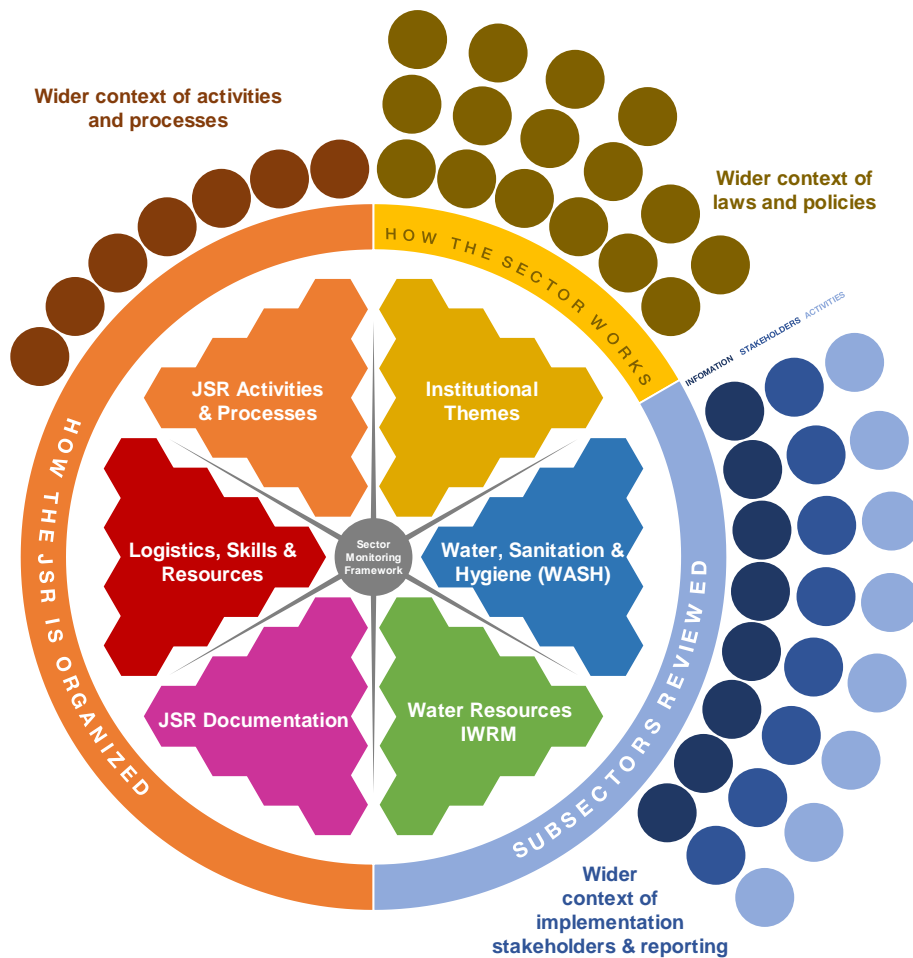 Wider context of activities
and processes
Wider context of
laws and policies
HOW THE SECTOR WORKS
INFOMATION STAKEHOLDERS ACTIVITIES
JSR Activities
& Processes
Institutional
Themes
HOW THE JSR IS ORGANIZED
Logistics, Skills &
Resources
Sector
Monitoring
Framework
Water, Sanitation &
Hygiene (WASH)
SUBSECTORS REVIEWED
JSR Documentation
Water Resources
IWRM
Wider
context of
implementation
stakeholders & reporting